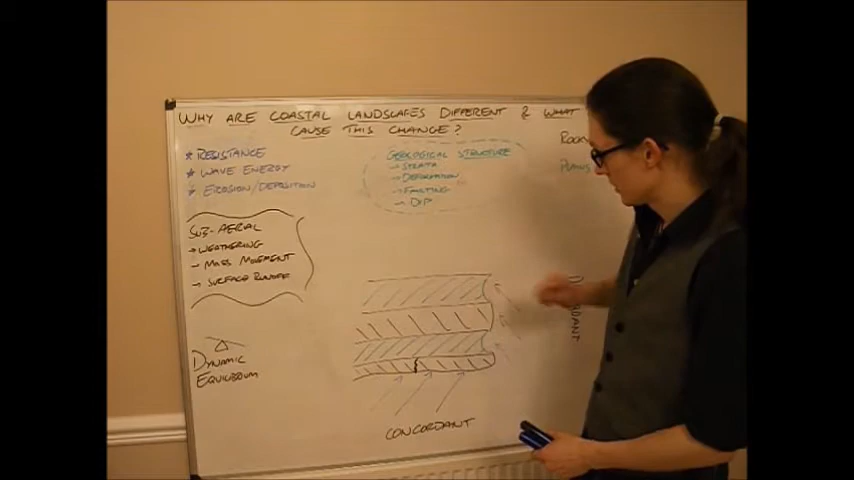 WHY ARE COASTAL LANDSCAPES DIFFERENT & WHAT
CAUSE THIS CHANGE?
* RESISTANCE
* WAVE ENERGY
* EROSION/DEPOSITION
GEOLOGICAL STRUCTURE
→ STRATA
→ DEFORMATION
→ FAULTING
→ DIP
SUB-AERIAL
→ WEATHERING
→ MASS MOVEMENT
→ SURFACE RUNOFF
DYNAMIC
EQUILIBRIUM
CONCORDANT